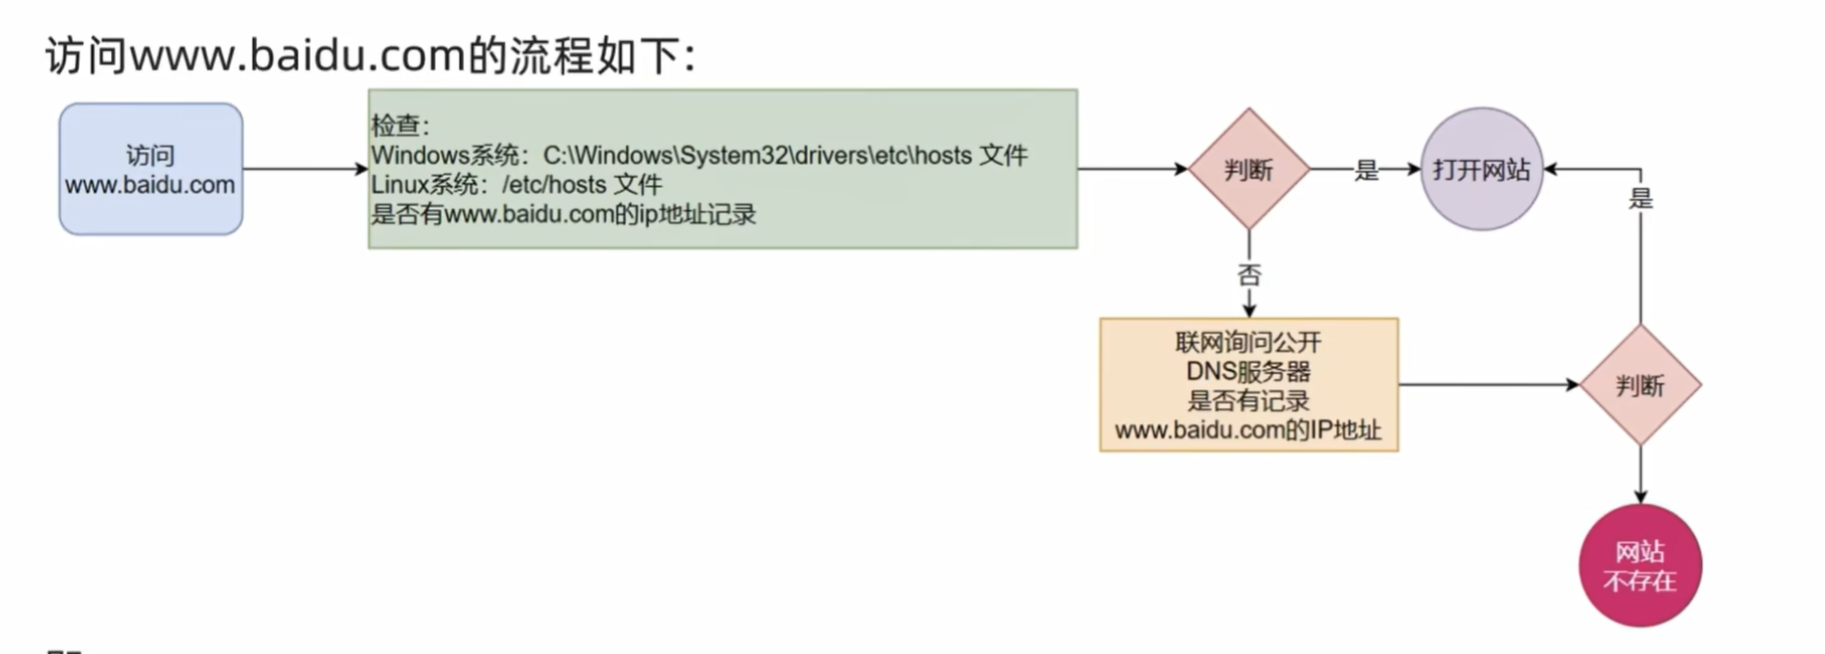 访问www.baidu.com的流程如下：
访问
www.baidu.com
检查：
Windows系统：C:\Windows\System32\drivers\etc\hosts 文件
Linux系统：/etc/hosts 文件
是否有www.baidu.com的ip地址记录
判断
是
打开网站
是
否
联网询问公开
DNS服务器
是否有记录
www.baidu.com的IP地址
判断
网站
不存在